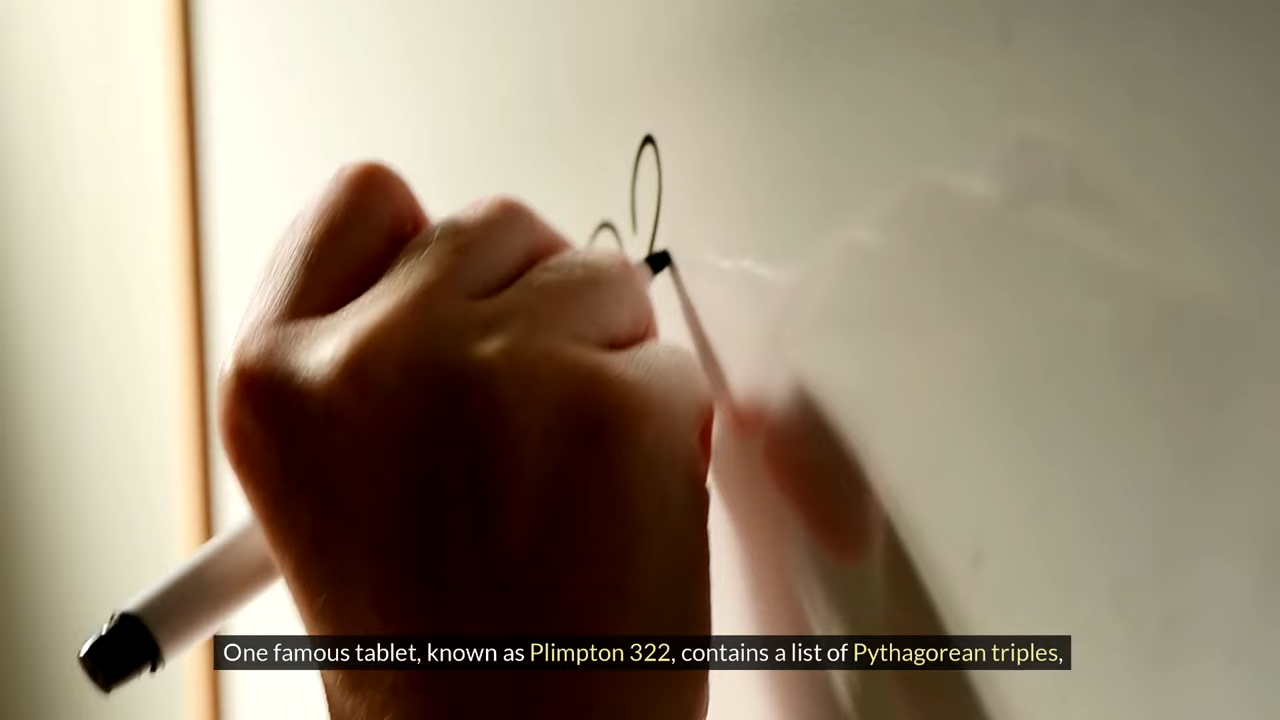 One famous tablet, known as Plimpton 322, contains a list of Pythagorean triples,